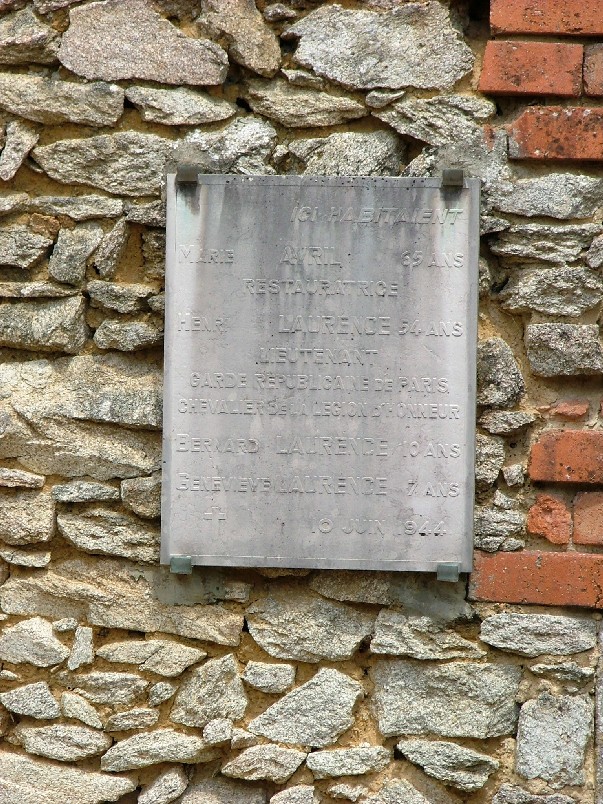 ICI HABITAIENT
MARIE AVRIL 65 ANS
RESTAURATRICE
HENRI LAURENCE 54 ANS
LIEUTENANT
GARDE REPUBLICAINE DE PARIS,
CHEVALIER DE LA LEGION D'HONNEUR
BERNARD LAURENCE 10 ANS
GENEVIEVE LAURENCE 7 ANS
10 JUIN 1944